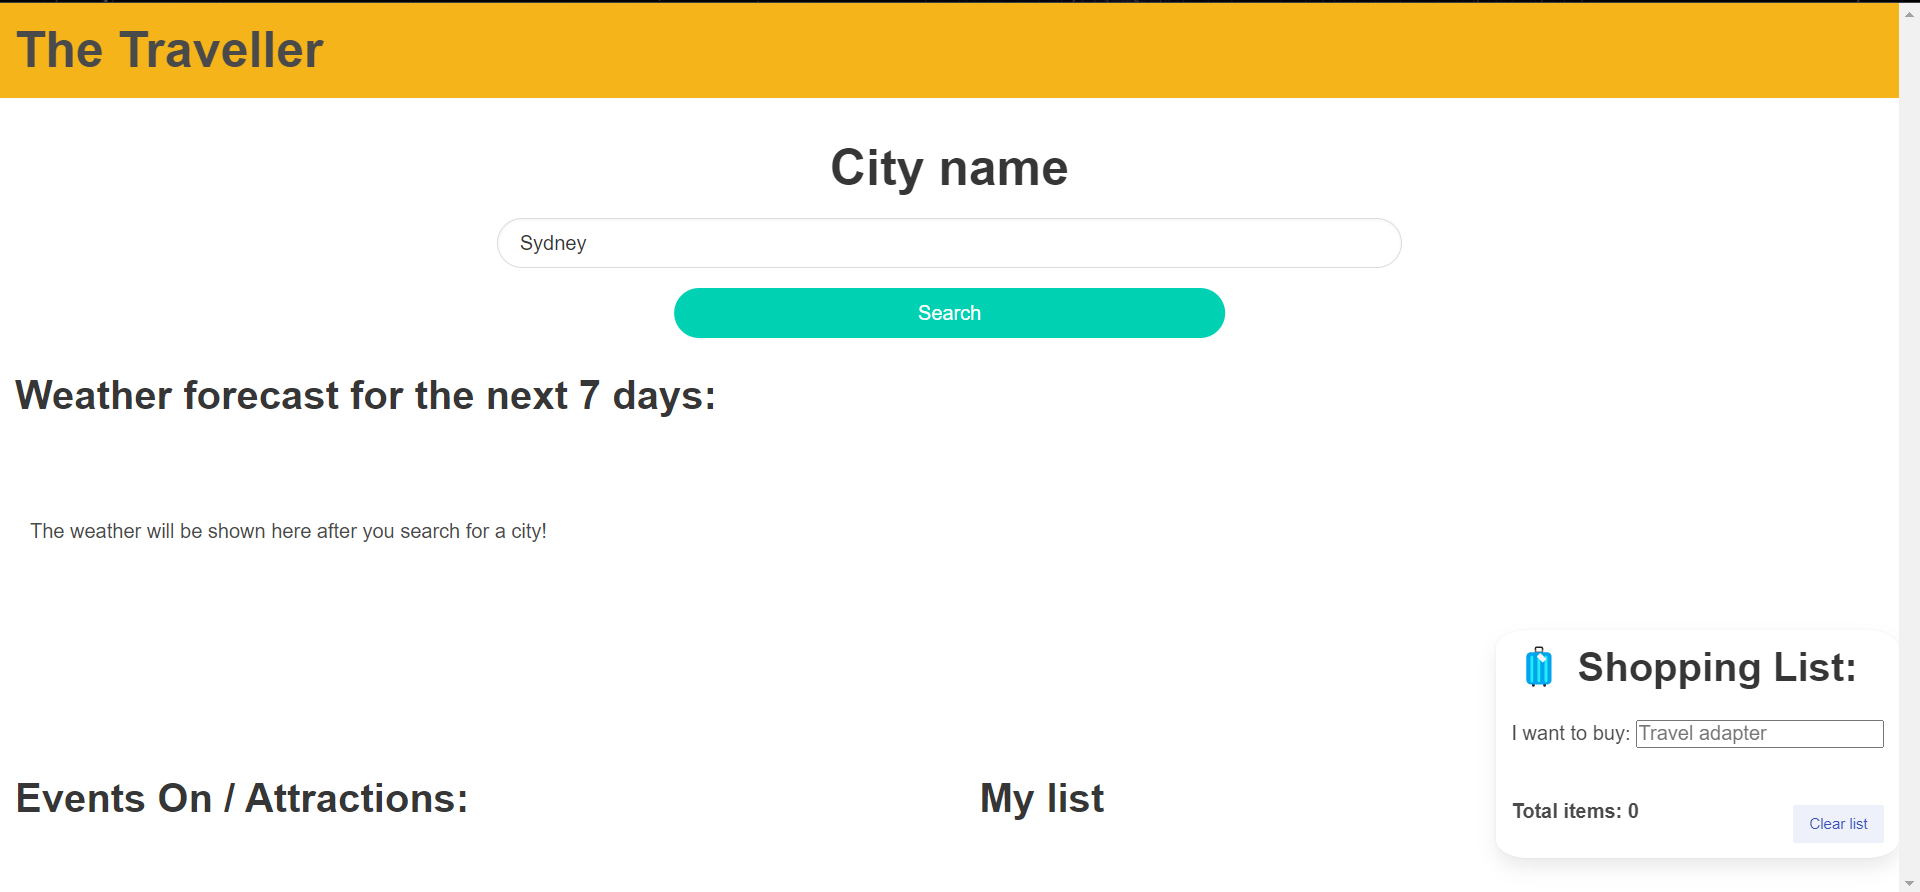 The Traveller
City name
Sydney
Search
Weather forecast for the next 7 days:
The weather will be shown here after you search for a city!
Shopping List:
I want to buy: Travel adapter
Total items: 0
Clear list
Events On / Attractions:
My list